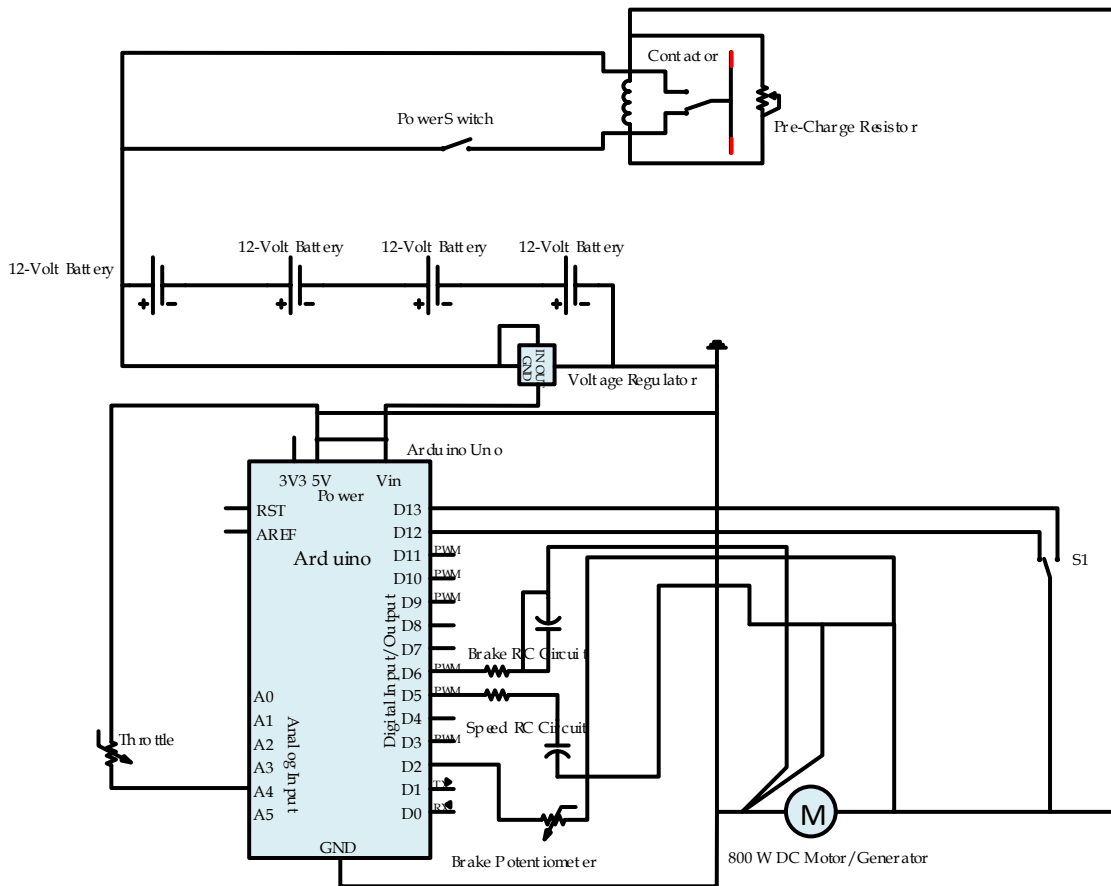 Contactor
Power Switch
Pre-Charge Resistor
12-Volt Battery
12-Volt Battery
12-Volt Battery
12-Volt Battery
+ -
+ -
+ -
+ -
IN OUT
GND
Voltage Regulator
Arduino Uno
3V3 5V Vin
Power
RST
AREF
Arduino
D13
D12
D11 PWM
D10
D9 PWM
D8
D7
D6 PWM
D5 PWM
D4
D3 PWM
D2
D1 TX
D0 RX
Digital Input/Output
Analog Input
A0
A1
A2
A3
A4
A5
GND
Throttle
Brake RC Circuit
Speed RC Circuit
Brake Potentiometer
S1
M
800 W DC Motor/Generator